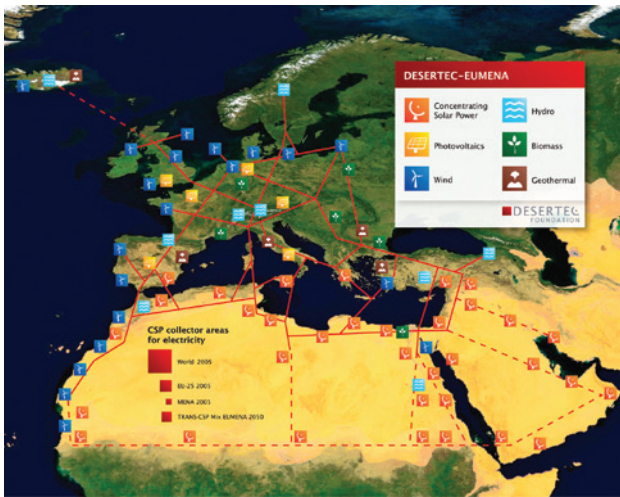 DESERTEC–EUMENA
Concentrating
Solar Power
Hydro
Photovoltaics
Biomass
Wind
Geothermal
DESERTEC
FOUNDATION
CSP collector areas
for electricity
World 2005
EU-25 2005
MENA 2005
TRANS-CSP Mix EUMENA 2050